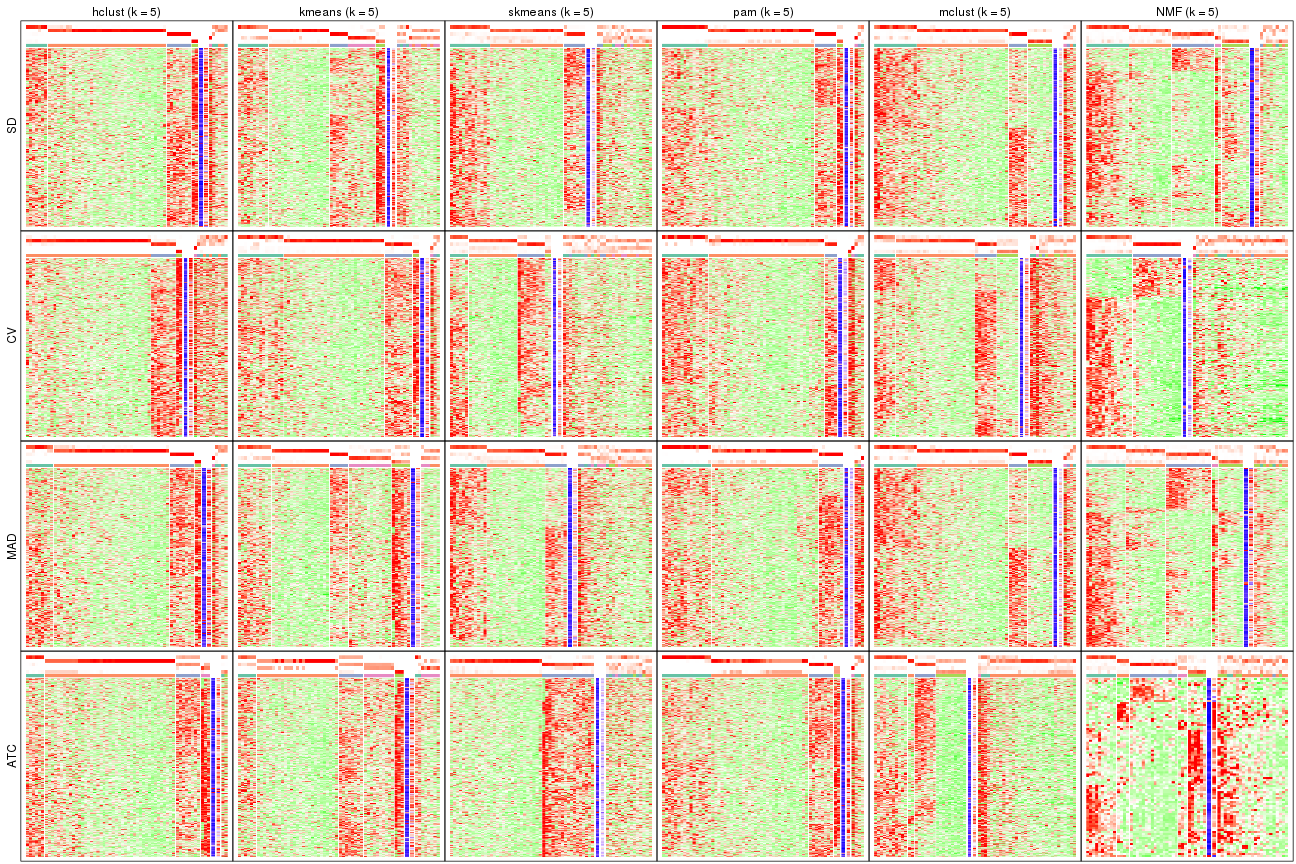 hclust (k = 5) kmeans (k = 5) skmeans (k = 5) pam (k = 5) mclust (k = 5) NMF (k = 5)
SD
CV
MAD
ATC